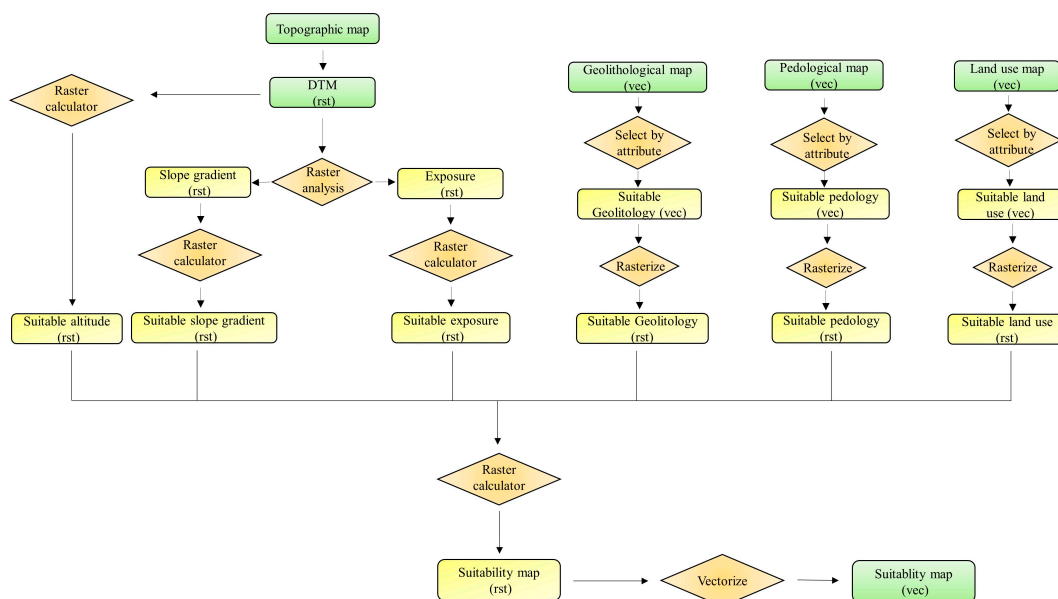 Topographic map
DTM
(rst)
Raster
calculator
Geolithological map
(vec)
Pedological map
(vec)
Land use map
(vec)
Select by
attribute
Select by
attribute
Select by
attribute
Slope gradient
(rst)
Raster
analysis
Exposure
(rst)
Suitable
Geolitology (vec)
Suitable pedology
(vec)
Suitable land
use (vec)
Raster
calculator
Raster
calculator
Rasterize
Rasterize
Rasterize
Suitable altitude
(rst)
Suitable slope gradient
(rst)
Suitable exposure
(rst)
Suitable Geolitology
(rst)
Suitable pedology
(rst)
Suitable land use
(rst)
Raster
calculator
Suitability map
(rst)
Vectorize
Suitablity map
(vec)